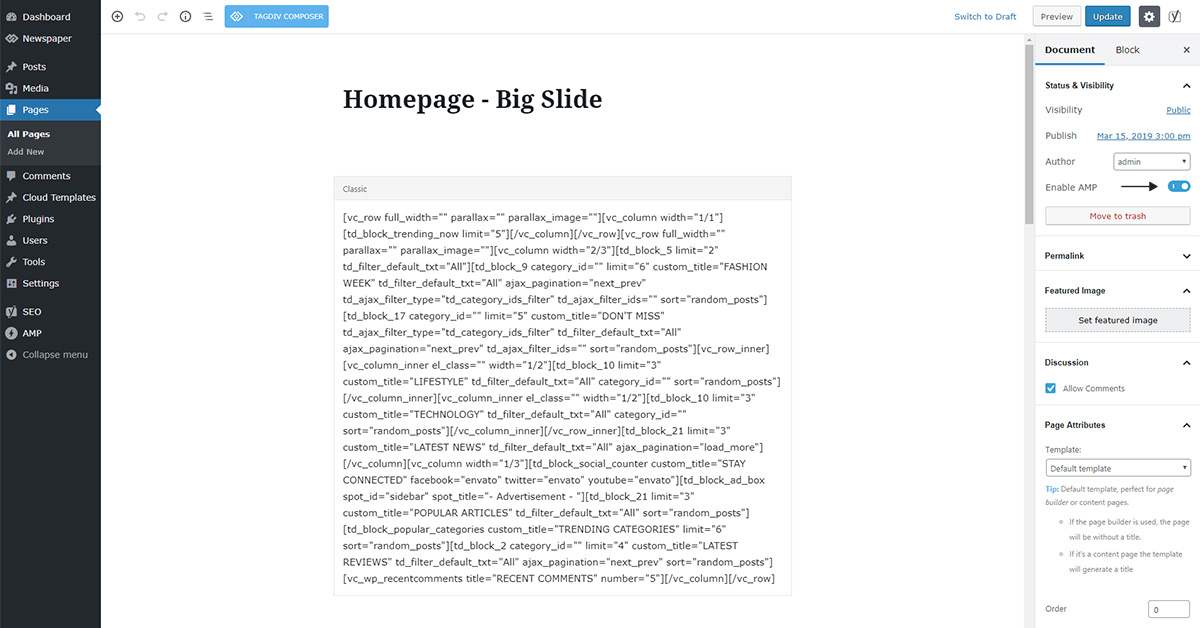 Dashboard
Newspaper
Posts
Media
Pages
All Pages
Add New
Comments
Cloud Templates
Plugins
Users
Tools
Settings
SEO
AMP
Collapse menu
TAGDIV COMPOSER
Switch to Draft
Preview
Update
Homepage - Big Slide
Classic
[vc_row full_width="" parallax="" parallax_image=""][vc_column width="1/1"]
[td_block_trending_now limit="5"][/vc_column][/vc_row][vc_row full_width=""
parallax="" parallax_image=""][vc_column width="2/3"][td_block_5 limit="2"
td_filter_default_txt="All"][td_block_9 category_id="" limit="6" custom_title="FASHION
WEEK" td_filter_default_txt="All" ajax_pagination="next_prev"
td_ajax_filter_type="td_category_ids_filter" td_ajax_filter_ids="" sort="random_posts"]
[td_block_17 category_id="" limit="5" custom_title="DON'T MISS"
td_ajax_filter_type="td_category_ids_filter" td_filter_default_txt="All"
ajax_pagination="next_prev" td_ajax_filter_ids="" sort="random_posts"][vc_row_inner]
[vc_column_inner el_class="" width="1/2"][td_block_10 limit="3"
custom_title="LIFESTYLE" td_filter_default_txt="All" category_id="" sort="random_posts"]
[/vc_column_inner][vc_column_inner el_class="" width="1/2"][td_block_10 limit="3"
custom_title="TECHNOLOGY" td_filter_default_txt="All" category_id=""
sort="random_posts"][/vc_column_inner][/vc_row_inner][td_block_21 limit="3"
custom_title="LATEST NEWS" td_filter_default_txt="All" ajax_pagination="load_more"]
[/vc_column][vc_column width="1/3"][td_block_social_counter custom_title="STAY
CONNECTED" facebook="envato" twitter="envato" youtube="envato"][td_block_ad_box
spot_id="sidebar" spot_title="- Advertisement - "][td_block_21 limit="3"
custom_title="POPULAR ARTICLES" td_filter_default_txt="All" sort="random_posts"]
[td_block_popular_categories custom_title="TRENDING CATEGORIES" limit="6"
sort="random_posts"][td_block_2 category_id="" limit="4" custom_title="LATEST
REVIEWS" td_filter_default_txt="All" ajax_pagination="next_prev" sort="random_posts"]
[vc_wp_recentcomments title="RECENT COMMENTS" number="5"][/vc_column][/vc_row]
Document Block
Status & Visibility
Visibility Public
Publish Mar 15, 2019 3:00 pm
Author admin
Enable AMP
Move to trash
Permalink
Featured Image
Set featured image
Discussion
Allow Comments
Page Attributes
Template:
Default template
Tip: Default template, perfect for page
builder or content pages.
If the page builder is used, the page
will be without a title.
If it's a content page the template
will generate a title
Order 0